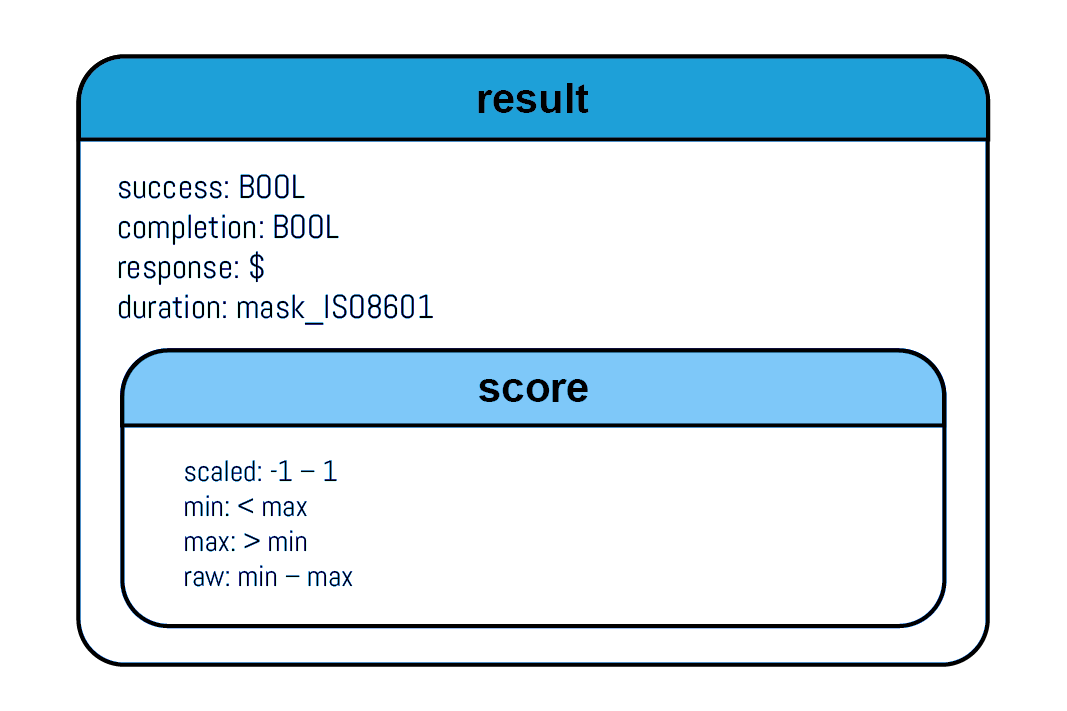 result
success: BOOL
completion: BOOL
response: $
duration: mask_ISO8601
score
scaled: -1 – 1
min: < max
max: > min
raw: min – max